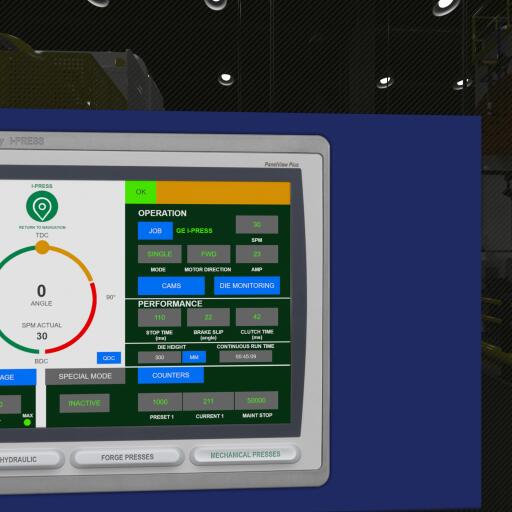 y I-PRESS
PanelView Plus
I-PRESS
RETURN TO NAVIGATION
TDC
0
ANGLE
90°
SPM ACTUAL
30
BDC
QDC
OK
OPERATION
JOB GE I-PRESS 30
SPM
SINGLE FWD 23
MODE MOTOR DIRECTION AMP
CAMS DIE MONITORING
PERFORMANCE
110 22 42
STOP TIME BRAKE SLIP CLUTCH TIME
(ms) (angle) (ms)
DIE HEIGHT CONTINUOUS RUN TIME
300 MM 00:45:09
AGE SPECIAL MODE COUNTERS
INACTIVE 1000 211 50000
MAX PRESET 1 CURRENT 1 MAINT STOP
HYDRAULIC FORGE PRESSES MECHANICAL PRESSES